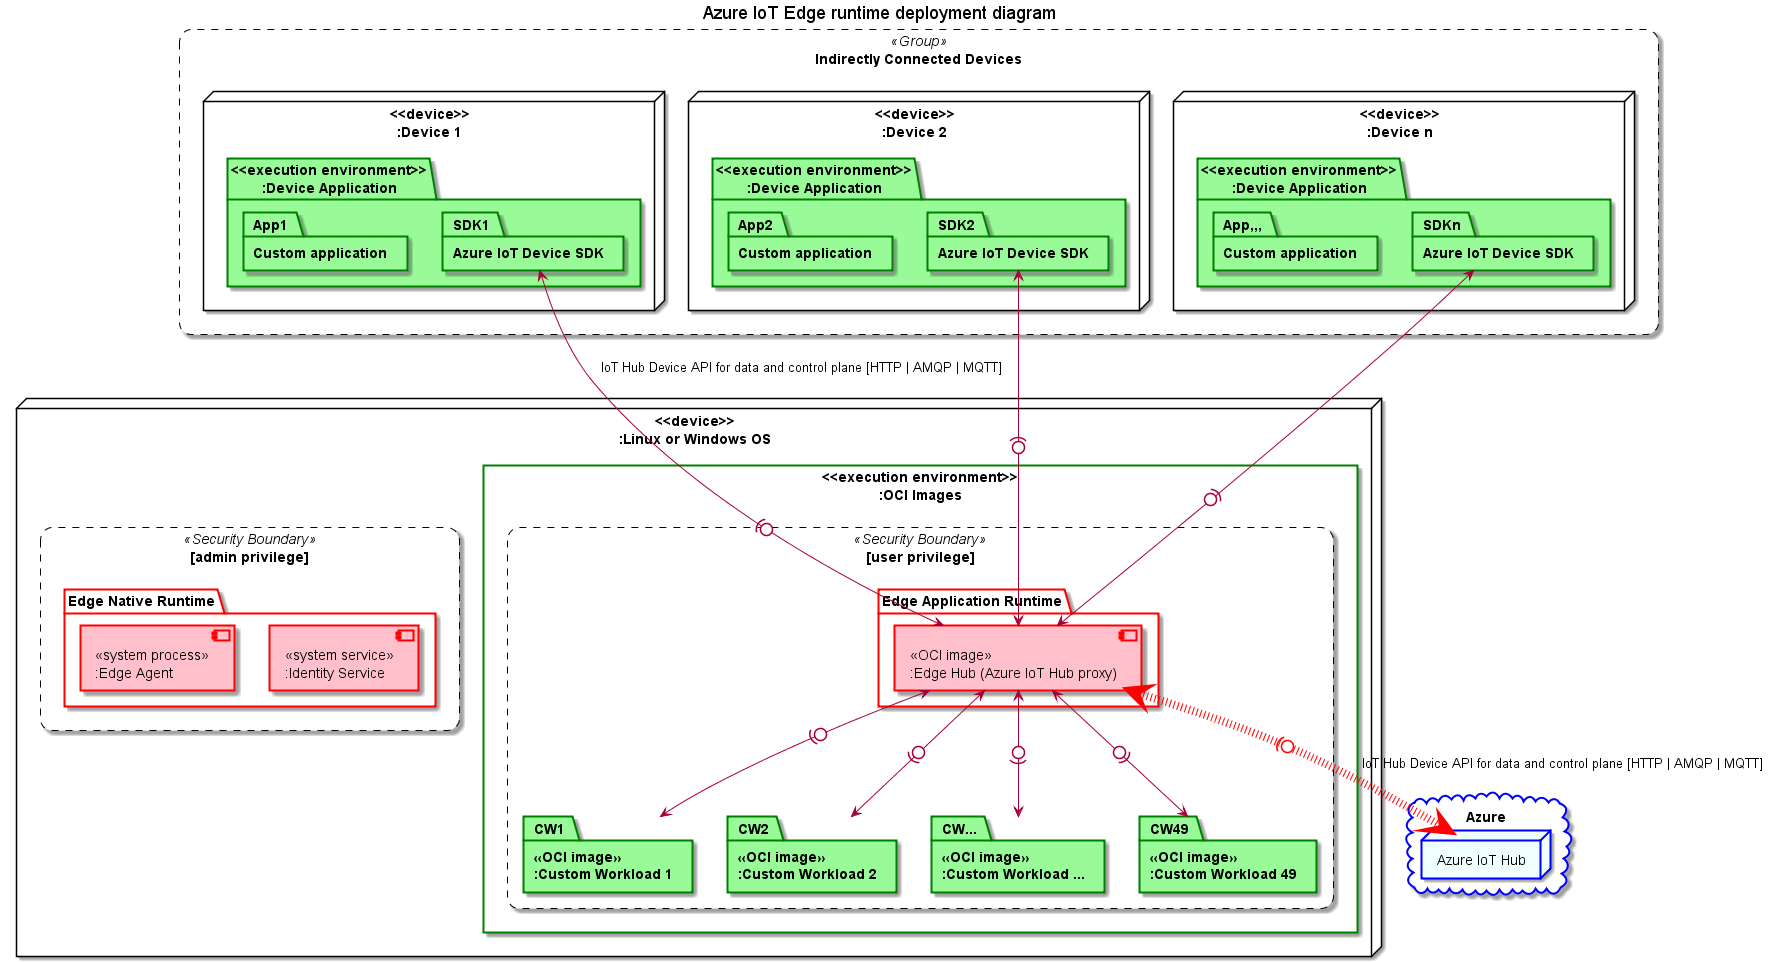 Azure IoT Edge runtime deployment diagram
«Group»
Indirectly Connected Devices
<<device>>
:Device 1
<<execution environment>>
:Device Application
App1
Custom application
SDK1
Azure IoT Device SDK
<<device>>
:Device 2
<<execution environment>>
:Device Application
App2
Custom application
SDK2
Azure IoT Device SDK
<<device>>
:Device n
<<execution environment>>
:Device Application
App,,,
Custom application
SDKn
Azure IoT Device SDK
IoT Hub Device API for data and control plane [HTTP | AMQP | MQTT]
<<device>>
:Linux or Windows OS
<<execution environment>>
:OCI Images
«Security Boundary»
[admin privilege]
Edge Native Runtime
«system process»
:Edge Agent
«system service»
:Identity Service
«Security Boundary»
[user privilege]
Edge Application Runtime
«OCI image»
:Edge Hub (Azure IoT Hub proxy)
IoT Hub Device API for data and control plane [HTTP | AMQP | MQTT]
CW1
«OCI image»
:Custom Workload 1
CW2
«OCI image»
:Custom Workload 2
CW...
«OCI image»
:Custom Workload ...
CW49
«OCI image»
:Custom Workload 49
Azure
Azure IoT Hub